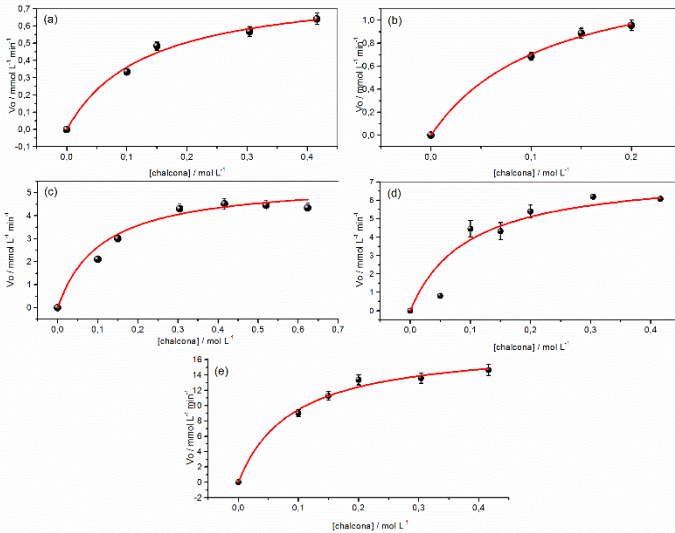 (a)
Vo / mmol L⁻¹ min⁻¹
0,7
0,6
0,5
0,4
0,3
0,2
0,1
0,0
-0,1
0,0 0,1 0,2 0,3 0,4
[chalcona] / mol L⁻¹
(b)
Vo / mmol L⁻¹ min⁻¹
1,0
0,8
0,6
0,4
0,2
0,0
0,0 0,1 0,2
[chalcona] / mol L⁻¹
(c)
Vo / mmol L⁻¹ min⁻¹
5
4
3
2
1
0
0,0 0,1 0,2 0,3 0,4 0,5 0,6 0,7
[chalcona] / mol L⁻¹
(d)
Vo / mmol L⁻¹ min⁻¹
7
6
5
4
3
2
1
0
0,0 0,1 0,2 0,3 0,4
[chalcona] / mol L⁻¹
(e)
Vo / mmol L⁻¹ min⁻¹
16
14
12
10
8
6
4
2
0
-2
0,0 0,1 0,2 0,3 0,4
[chalcona] / mol L⁻¹